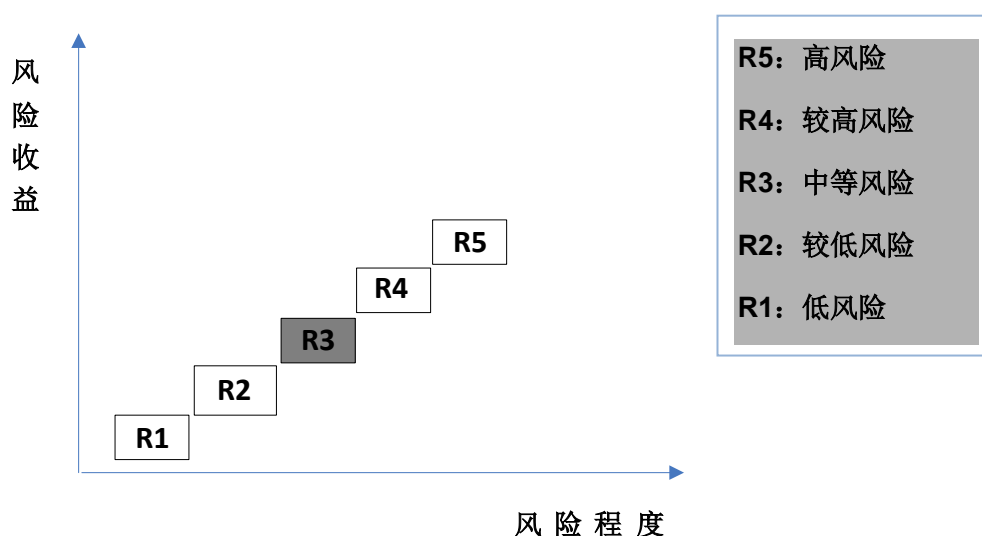 风
险
收
益
R5：高风险
R4：较高风险
R3：中等风险
R2：较低风险
R1：低风险
R5
R4
R3
R2
R1
风 险 程 度